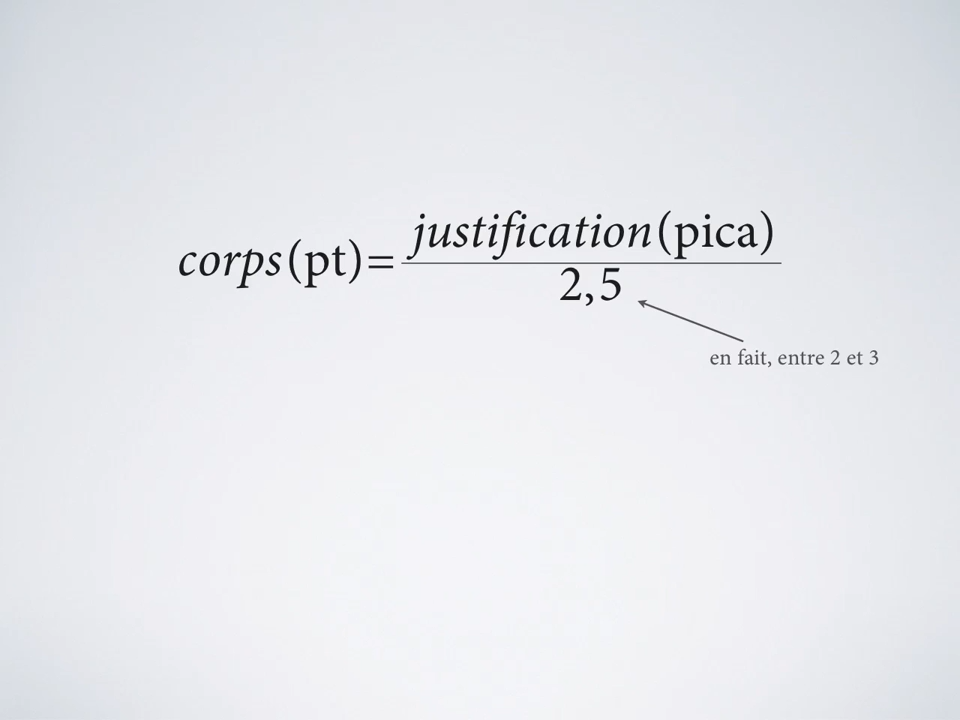 corps(pt)=
justification(pica)
2,5
en fait, entre 2 et 3